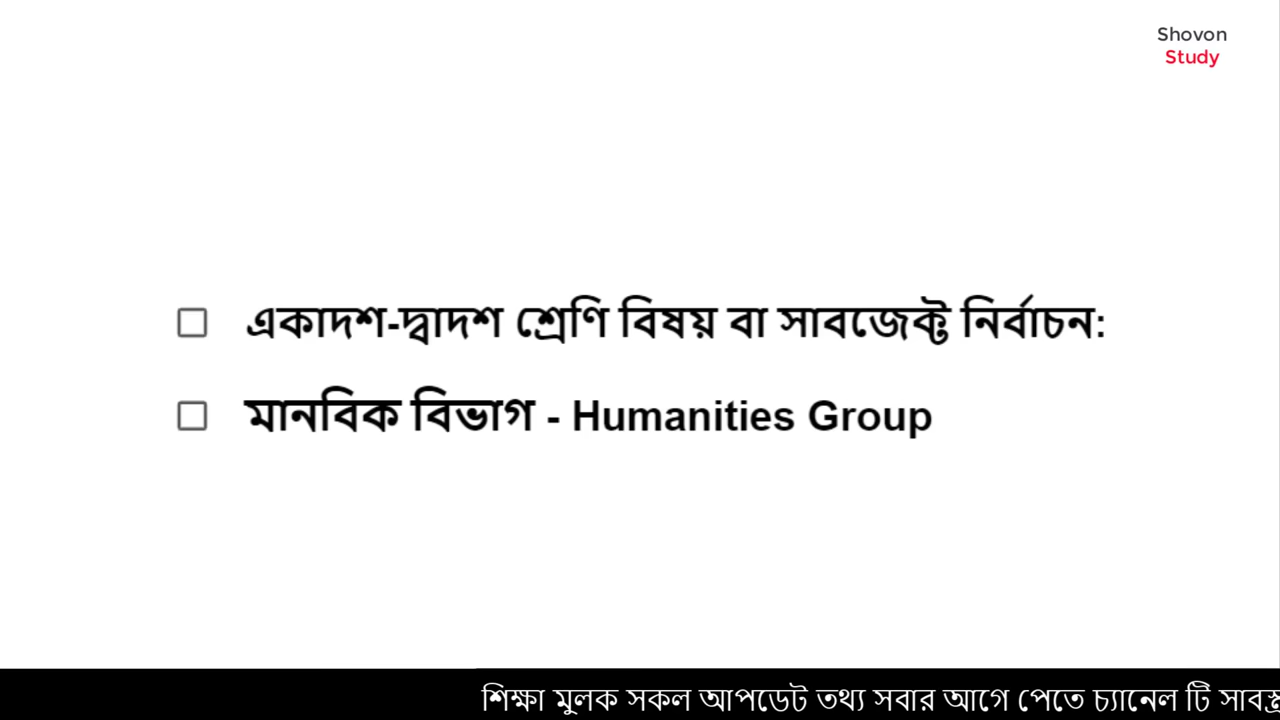 Shovon
Study
একাদশ-দ্বাদশ শ্রেণি বিষয় বা সাবজেক্ট নির্বাচন:
মানবিক বিভাগ - Humanities Group
শিক্ষা মুলক সকল আপডেট তথ্য সবার আগে পেতে চ্যানেল টি